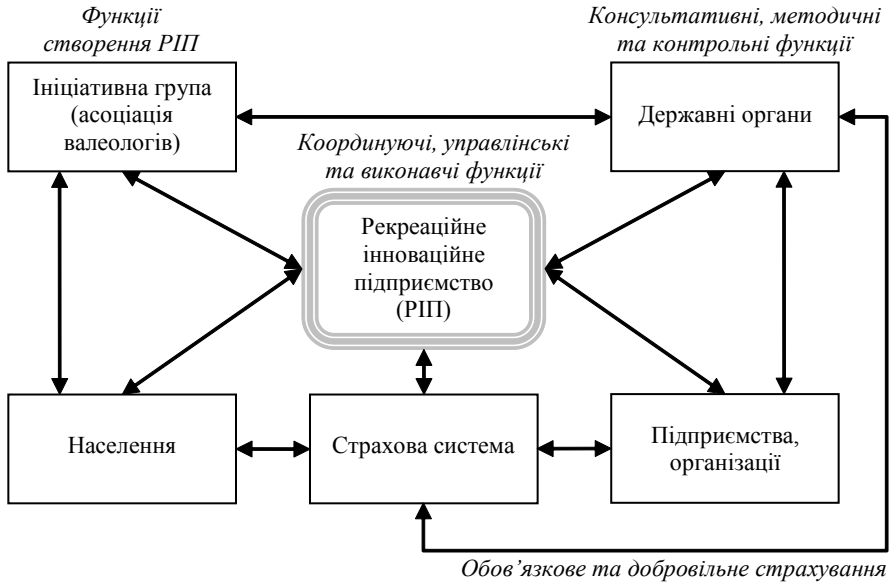 Функції
створення РІП
Консультативні, методичні
та контрольні функції
Ініціативна група
(асоціація
валеологів)
Державні органи
Координуючі, управлінські
та виконавчі функції
Рекреаційне
інноваційне
підприємство
(РІП)
Населення
Страхова система
Підприємства,
організації
Обов’язкове та добровільне страхування